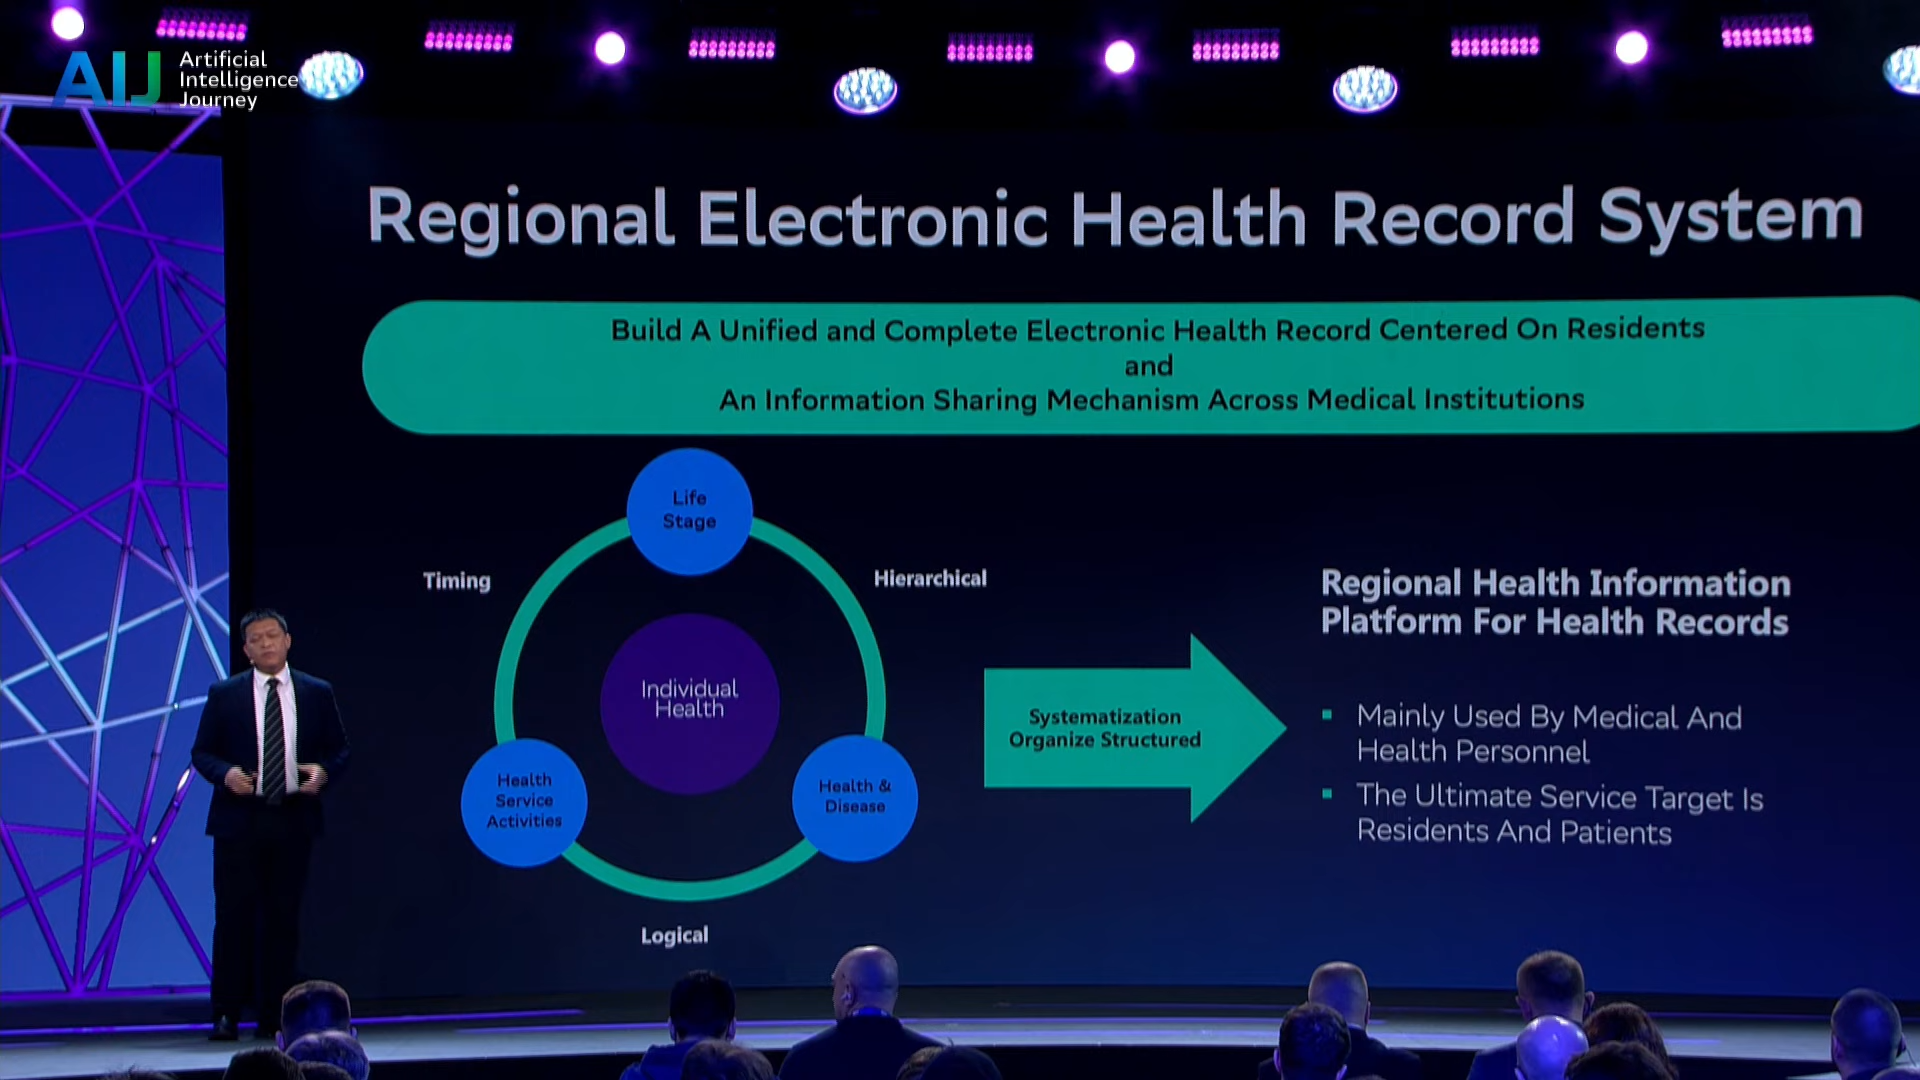 AIJ
Artificial
Intelligence
Journey
Regional Electronic Health Record System
Build A Unified and Complete Electronic Health Record Centered On Residents
and
An Information Sharing Mechanism Across Medical Institutions
Life
Stage
Timing
Hierarchical
Individual
Health
Health
Service
Activities
Health &
Disease
Logical
Systematization
Organize Structured
Regional Health Information
Platform For Health Records
▪ Mainly Used By Medical And
Health Personnel
▪ The Ultimate Service Target Is
Residents And Patients